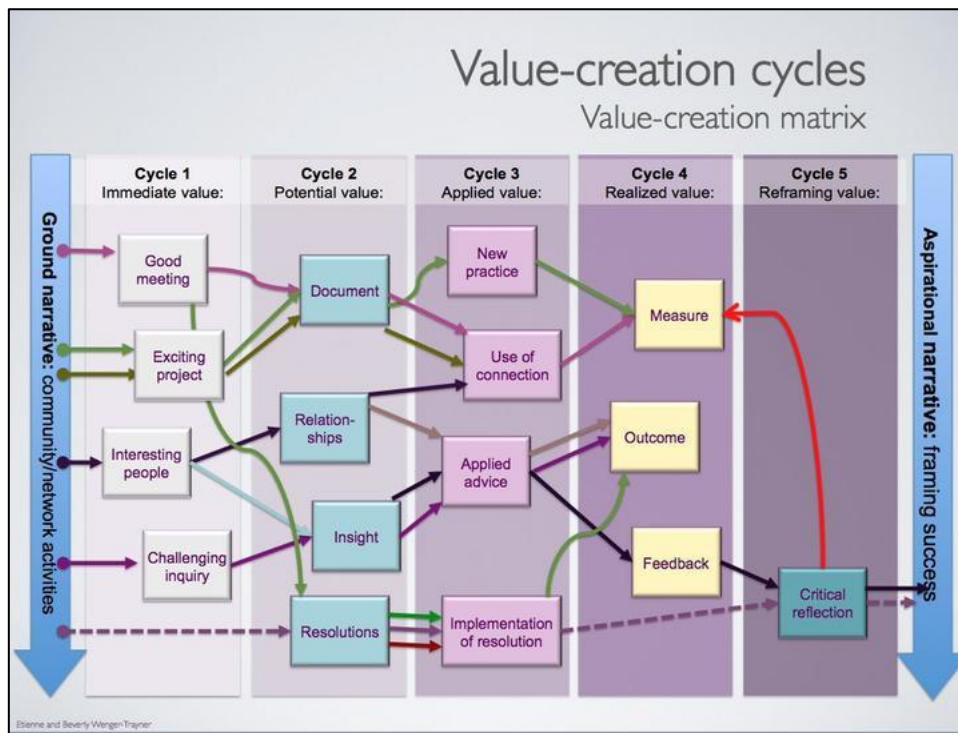 Value-creation cycles
Value-creation matrix
Ground narrative: community/network activities
Cycle 1
Immediate value:
Good
meeting
Exciting
project
Interesting
people
Challenging
inquiry
Cycle 2
Potential value:
Document
Relation-
ships
Insight
Resolutions
Cycle 3
Applied value:
New
practice
Use of
connection
Applied
advice
Implementation
of resolution
Cycle 4
Realized value:
Measure
Outcome
Feedback
Cycle 5
Reframing value:
Critical
reflection
Aspirational narrative: framing success
Etienne and Beverly Wenger-Trayner